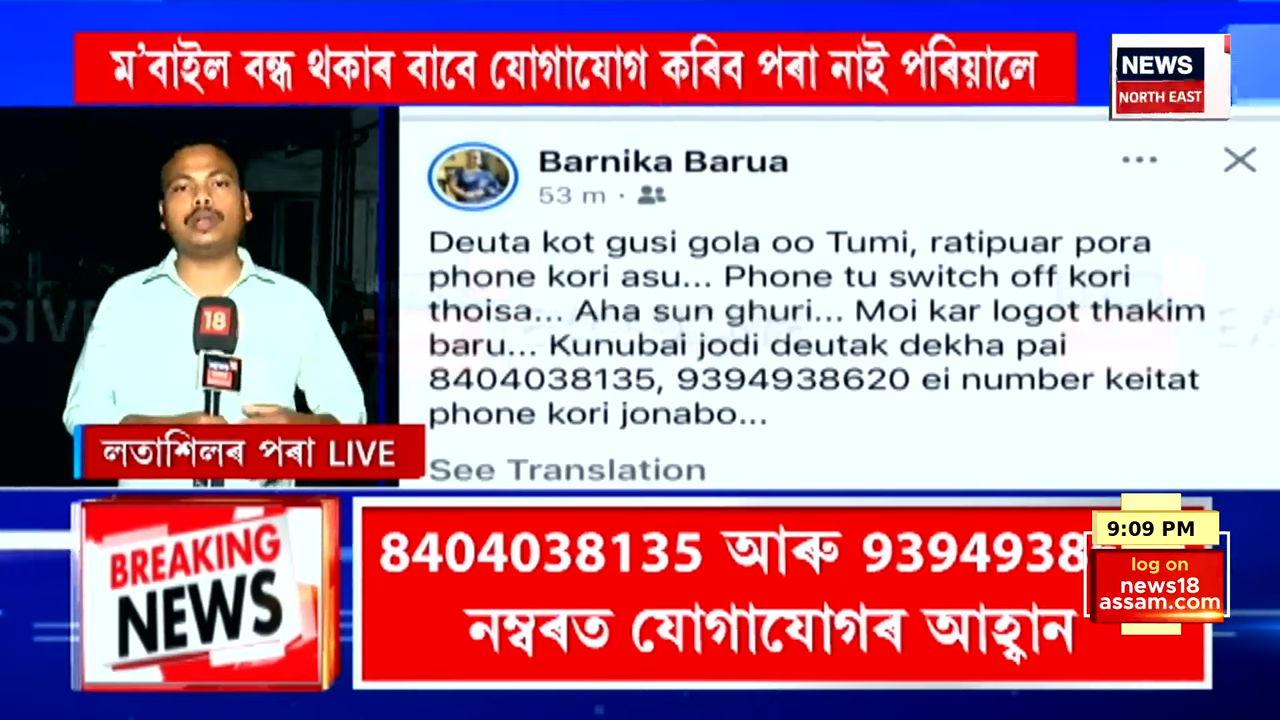 ম'বাইল বন্ধ থকাৰ বাবে যোগাযোগ কৰিব পৰা নাই পৰিয়ালে
NEWS
NORTH EAST
Barnika Barua
53 m ·
Deuta kot gusi gola oo Tumi, ratipuar pora
phone kori asu... Phone tu switch off kori
thoisa... Aha sun ghuri... Moi kar logot thakim
baru... Kunubai jodi deutak dekha pai
8404038135, 9394938620 ei number keitat
phone kori jonabo...
See Translation
18
NEWS
লতাশিলৰ পৰা LIVE
BREAKING
NEWS
8404038135 আৰু 9394938
নম্বৰত যোগাযোগৰ আহ্বান
9:09 PM
log on
news18
assam.com